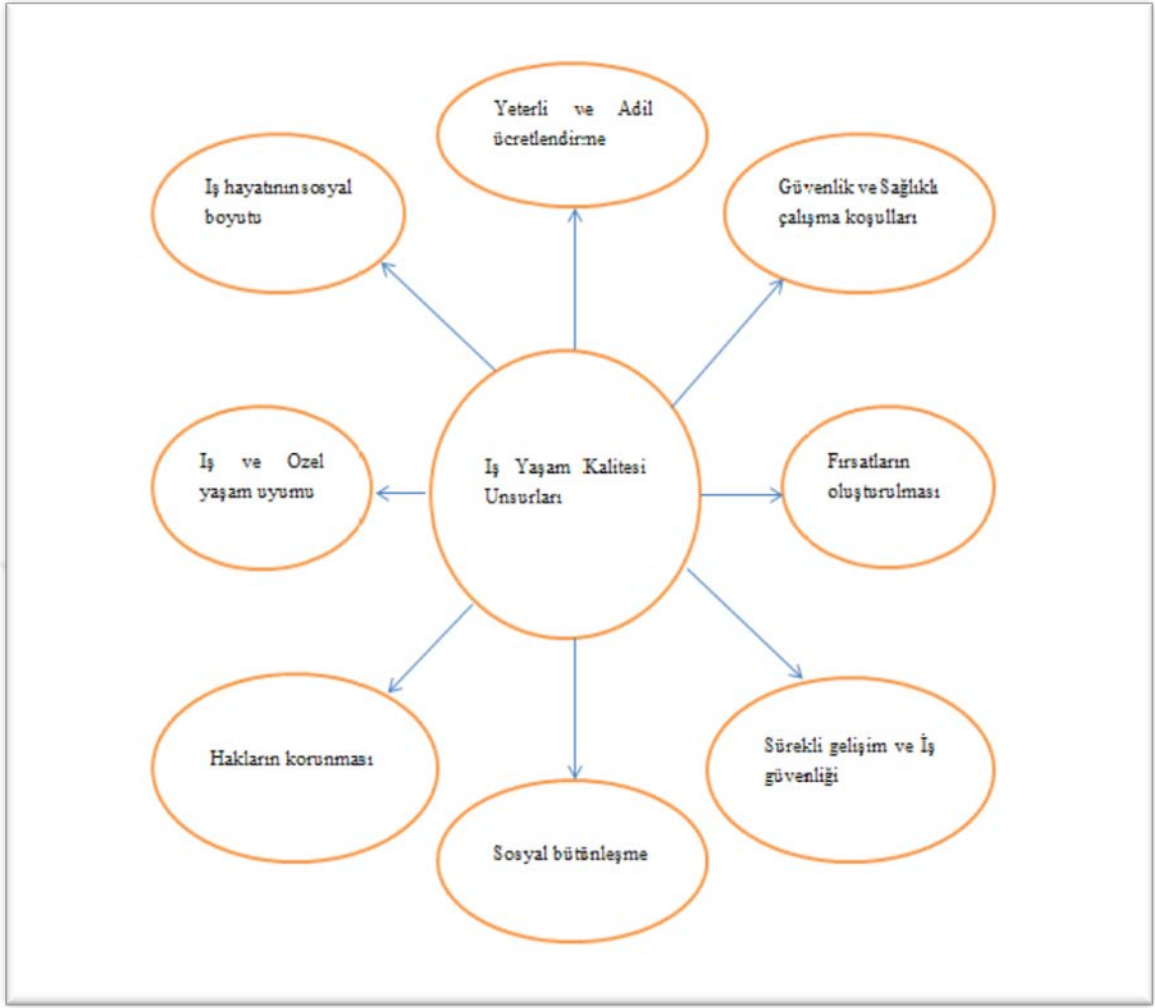 Yeterli ve Adil
ücretlendirme
Güvenlik ve Sağlıklı
çalışma koşulları
Fırsatların
oluşturulması
Sürekli gelişim ve İş
güvenliği
Sosyal bütünleşme
Hakların korunması
Iş ve Ozel
yaşam uyumu
Iş hayatının sosyal
boyutu
Iş Yaşam Kalitesi
Unsurları